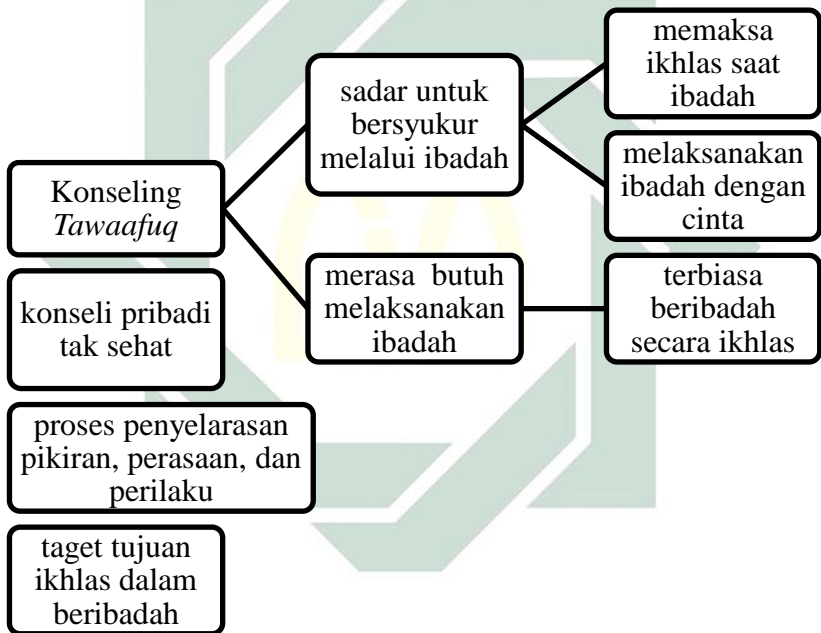 Konseling
Tawaafuq
konseli pribadi
tak sehat
proses penyelarasan
pikiran, perasaan, dan
perilaku
taget tujuan
ikhlas dalam
beribadah
sadar untuk
bersyukur
melalui ibadah
merasa butuh
melaksanakan
ibadah
memaksa
ikhlas saat
ibadah
melaksanakan
ibadah dengan
cinta
terbiasa
beribadah
secara ikhlas